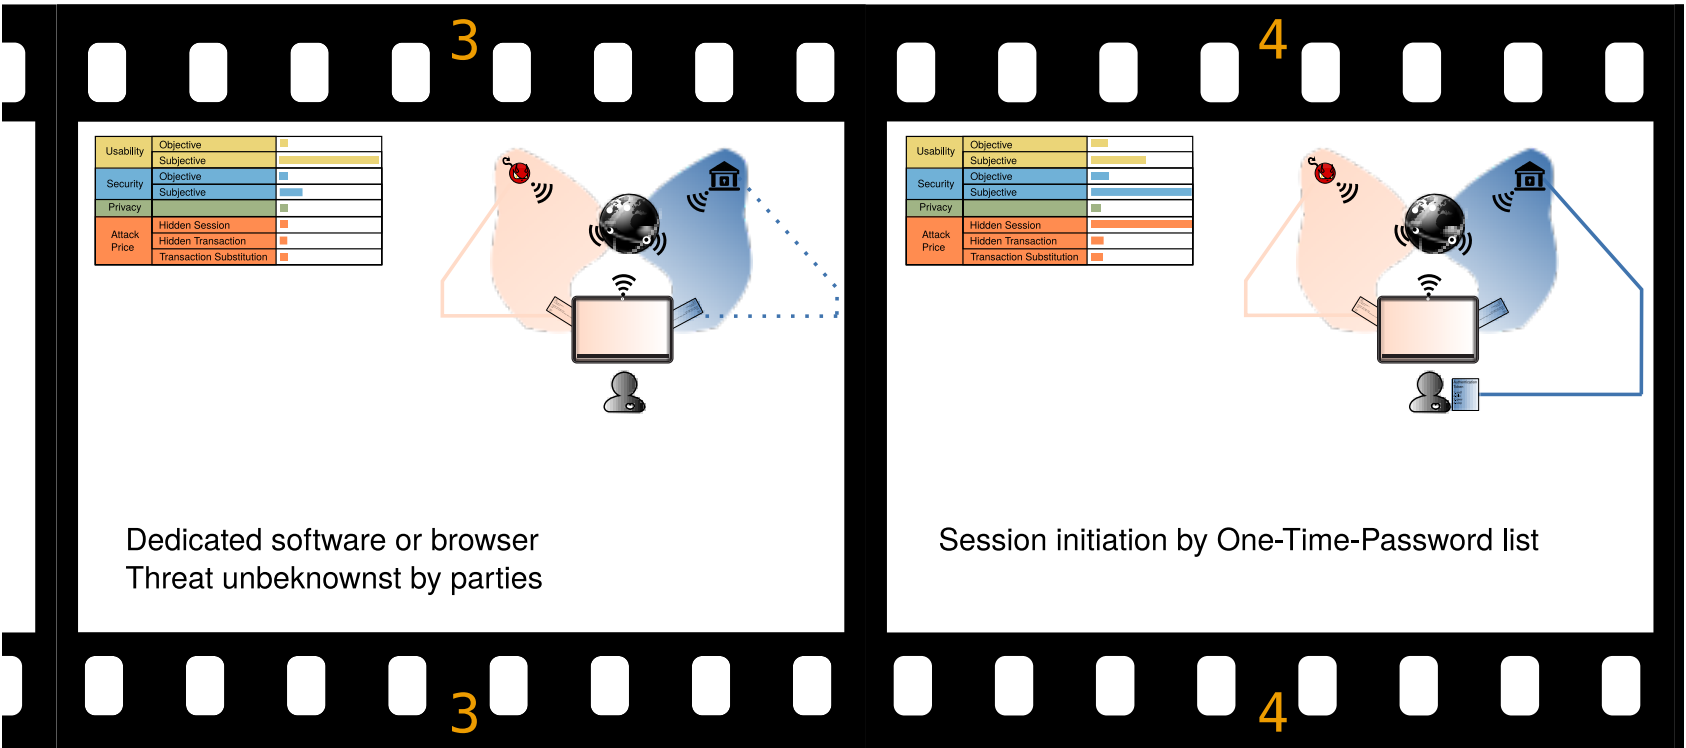 3
4
Usability
Objective
Subjective
Security
Objective
Subjective
Privacy
Attack
Price
Hidden Session
Hidden Transaction
Transaction Substitution
Dedicated software or browser
Threat unbeknownst by parties
3
Usability
Objective
Subjective
Security
Objective
Subjective
Privacy
Attack
Price
Hidden Session
Hidden Transaction
Transaction Substitution
Session initiation by One-Time-Password list
4